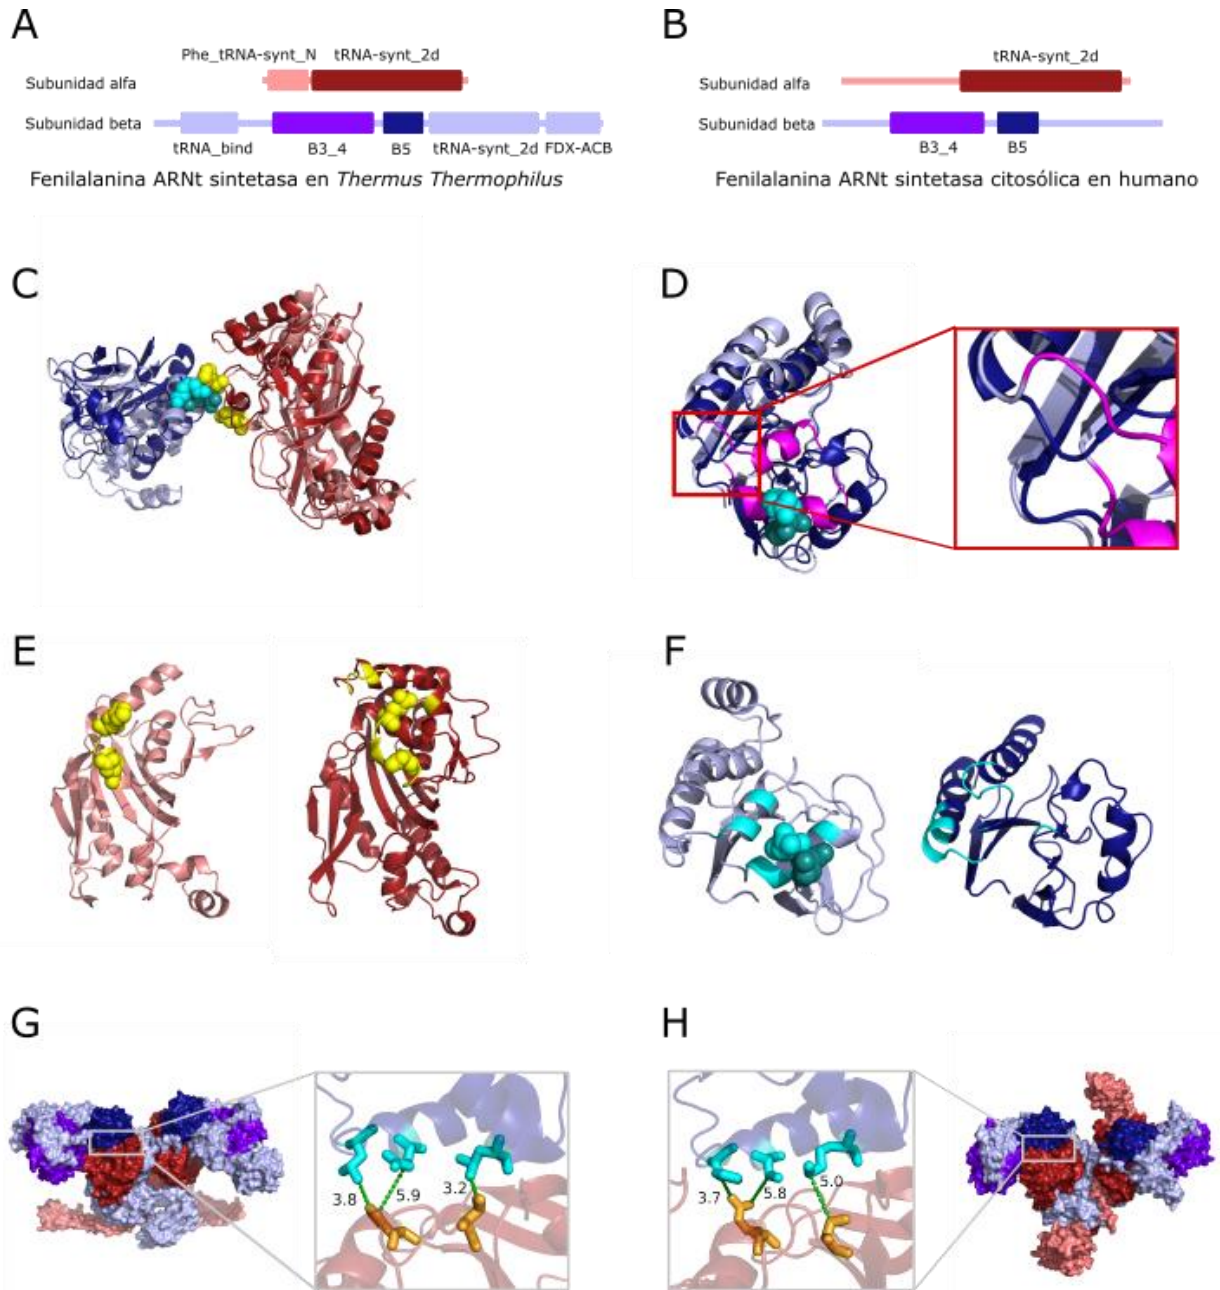 A
Phe_tRNA-synt_N
tRNA-synt_2d
Subunidad alfa
Subunidad beta
tRNA_bind
B3_4
B5
tRNA-synt_2d
FDX-ACB
Fenilalanina ARNt sintetasa en Thermus Thermophilus
B
tRNA-synt_2d
Subunidad alfa
Subunidad beta
B3_4
B5
Fenilalanina ARNt sintetasa citosólica en humano
C
D
E
F
G
3.8
5.9
3.2
H
3.7
5.8
5.0